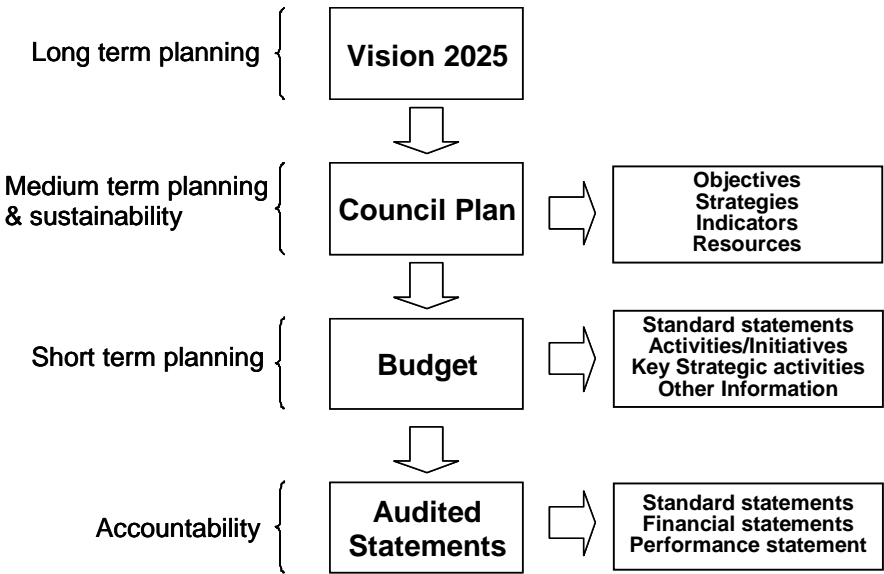 Long term planning
Vision 2025
Medium term planning
& sustainability
Council Plan
Objectives
Strategies
Indicators
Resources
Short term planning
Budget
Standard statements
Activities/Initiatives
Key Strategic activities
Other Information
Accountability
Audited
Statements
Standard statements
Financial statements
Performance statement